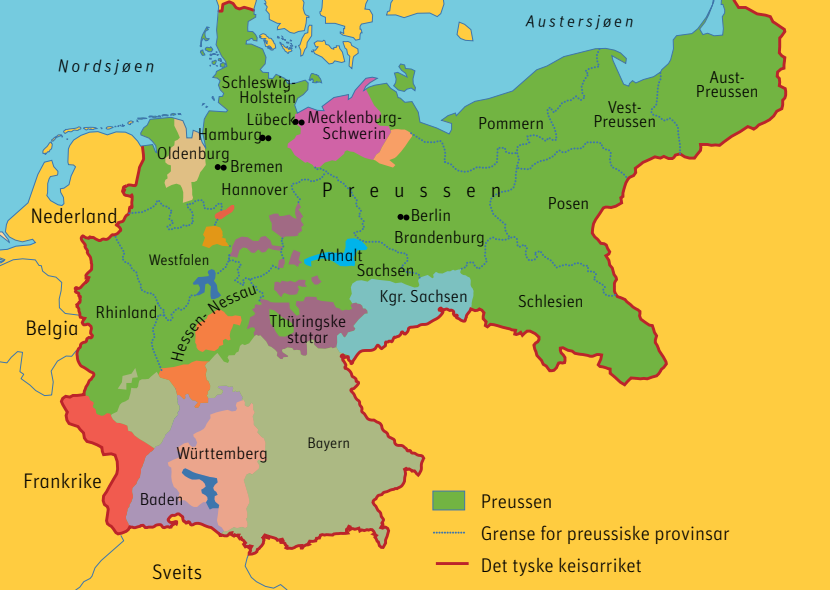 Austersjøen
Nordsjøen
Schleswig-
Holstein
Aust-
Preussen
Lübeck
Mecklenburg-
Schwerin
Vest-
Preussen
Pommern
Hamburg
Oldenburg
Bremen
Hannover
Preussen
Posen
Nederland
Berlin
Brandenburg
Westfalen
Anhalt
Sachsen
Kgr. Sachsen
Schlesien
Rhinland
Hessen- Nessau
Belgia
Thüringske
statar
Bayern
Württemberg
Frankrike
Baden
Sveits
Preussen
Grense for preussiske provinsar
Det tyske keisarriket